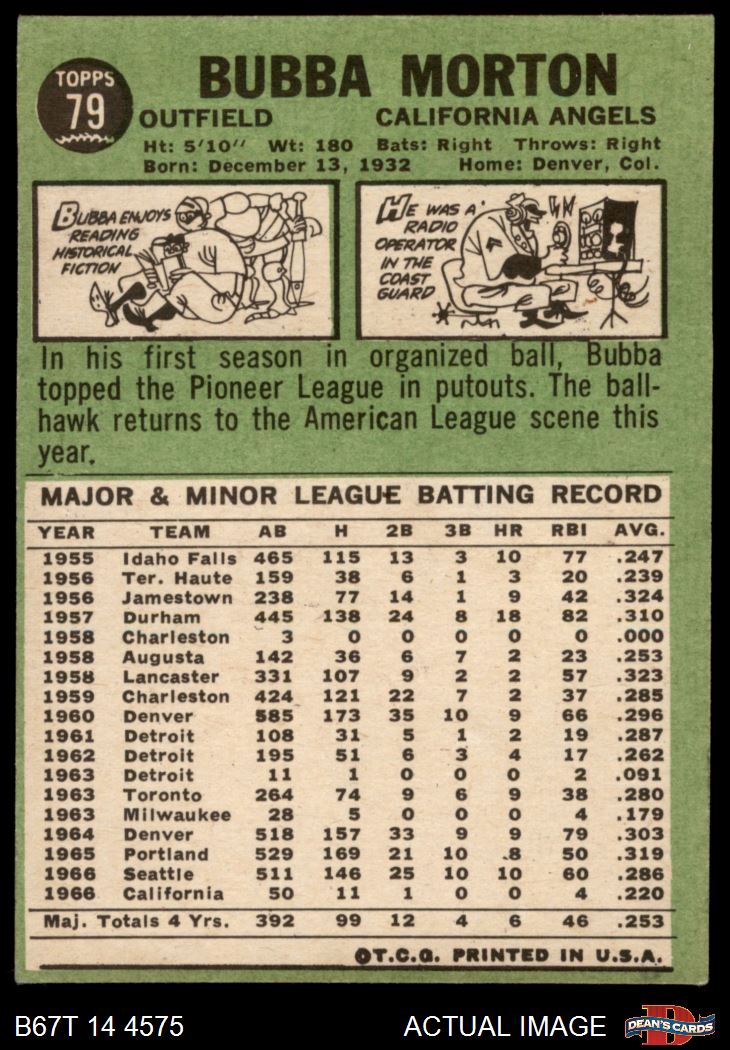 TOPPS
79
BUBBA MORTON
OUTFIELD CALIFORNIA ANGELS
Ht: 5'10" Wt: 180 Bats: Right Throws: Right
Born: December 13, 1932 Home: Denver, Col.
BUBBA ENJOYS
READING
HISTORICAL
FICTION
HE WAS A
RADIO
OPERATOR
IN THE
COAST
GUARD
In his first season in organized ball, Bubba
topped the Pioneer League in putouts. The ball-
hawk returns to the American League scene this
year.
MAJOR & MINOR LEAGUE BATTING RECORD
YEAR TEAM AB H 2B 3B HR RBI AVG.
1955 Idaho Falls 465 115 13 3 10 77 .247
1956 Ter. Haute 159 38 6 1 3 20 .239
1956 Jamestown 238 77 14 1 9 42 .324
1957 Durham 445 138 24 8 18 82 .310
1958 Charleston 3 0 0 0 0 0 .000
1958 Augusta 142 36 6 7 2 23 .253
1958 Lancaster 331 107 9 2 2 57 .323
1959 Charleston 424 121 22 7 2 37 .285
1960 Denver 585 173 35 10 9 66 .296
1961 Detroit 108 31 5 1 2 19 .287
1962 Detroit 195 51 6 3 4 17 .262
1963 Detroit 11 1 0 0 0 2 .091
1963 Toronto 264 74 9 6 9 38 .280
1963 Milwaukee 28 5 0 0 0 4 .179
1964 Denver 518 157 33 9 9 79 .303
1965 Portland 529 169 21 10 8 50 .319
1966 Seattle 511 146 25 10 10 60 .286
1966 California 50 11 1 0 0 4 .220
Maj. Totals 4 Yrs. 392 99 12 4 6 46 .253
©T.C.G. PRINTED IN U.S.A.
B67T 14 4575 ACTUAL IMAGE
D
DEAN'S CARDS